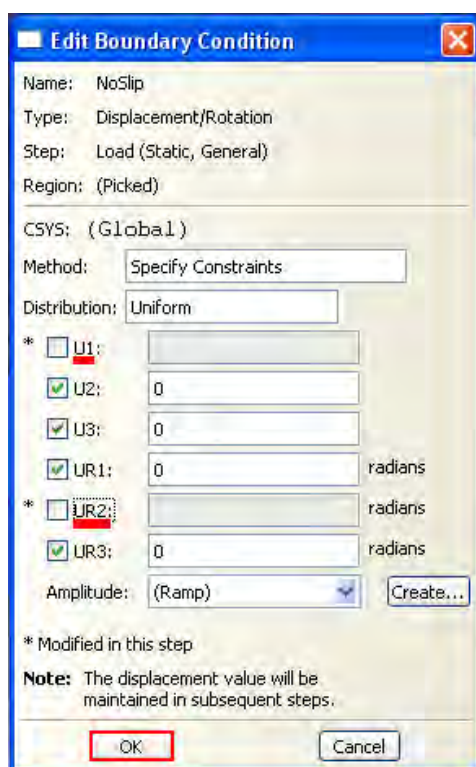 Edit Boundary Condition
Name: NoSlip
Type: Displacement/Rotation
Step: Load (Static, General)
Region: (Picked)
CSYS: (Global)
Method: Specify Constraints
Distribution: Uniform
* U1:
U2: 0
U3: 0
UR1: 0 radians
* UR2: radians
UR3: 0 radians
Amplitude: (Ramp) Create...
* Modified in this step
Note: The displacement value will be
maintained in subsequent steps.
OK Cancel